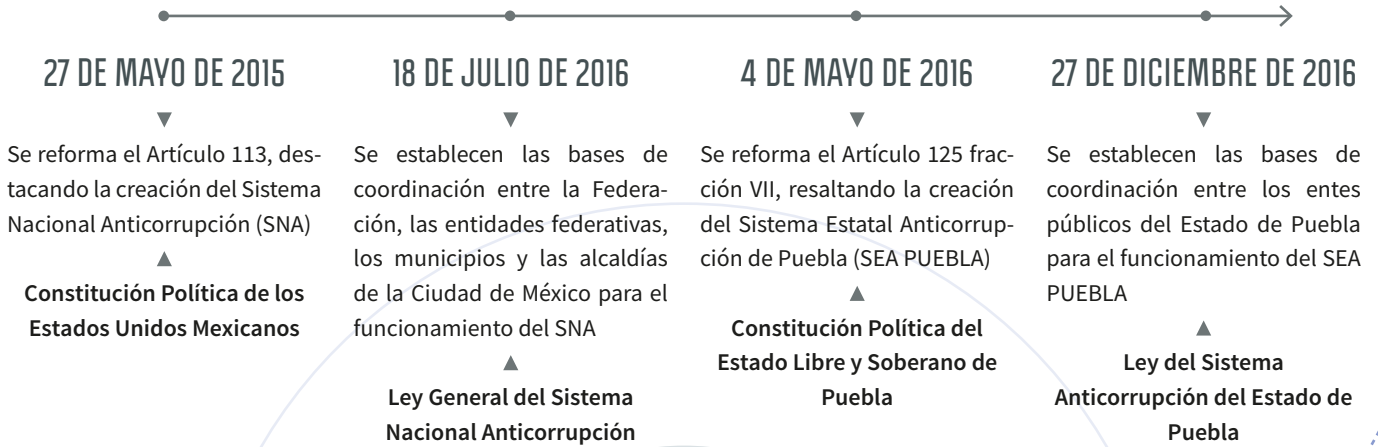 27 DE MAYO DE 2015
Se reforma el Artículo 113, des-
tacando la creación del Sistema
Nacional Anticorrupción (SNA)
Constitución Política de los
Estados Unidos Mexicanos
18 DE JULIO DE 2016
Se establecen las bases de
coordinación entre la Federa-
ción, las entidades federativas,
los municipios y las alcaldías
de la Ciudad de México para el
funcionamiento del SNA
Ley General del Sistema
Nacional Anticorrupción
4 DE MAYO DE 2016
Se reforma el Artículo 125 frac-
ción VII, resaltando la creación
del Sistema Estatal Anticorrup-
ción de Puebla (SEA PUEBLA)
Constitución Política del
Estado Libre y Soberano de
Puebla
27 DE DICIEMBRE DE 2016
Se establecen las bases de
coordinación entre los entes
públicos del Estado de Puebla
para el funcionamiento del SEA
PUEBLA
Ley del Sistema
Anticorrupción del Estado de
Puebla